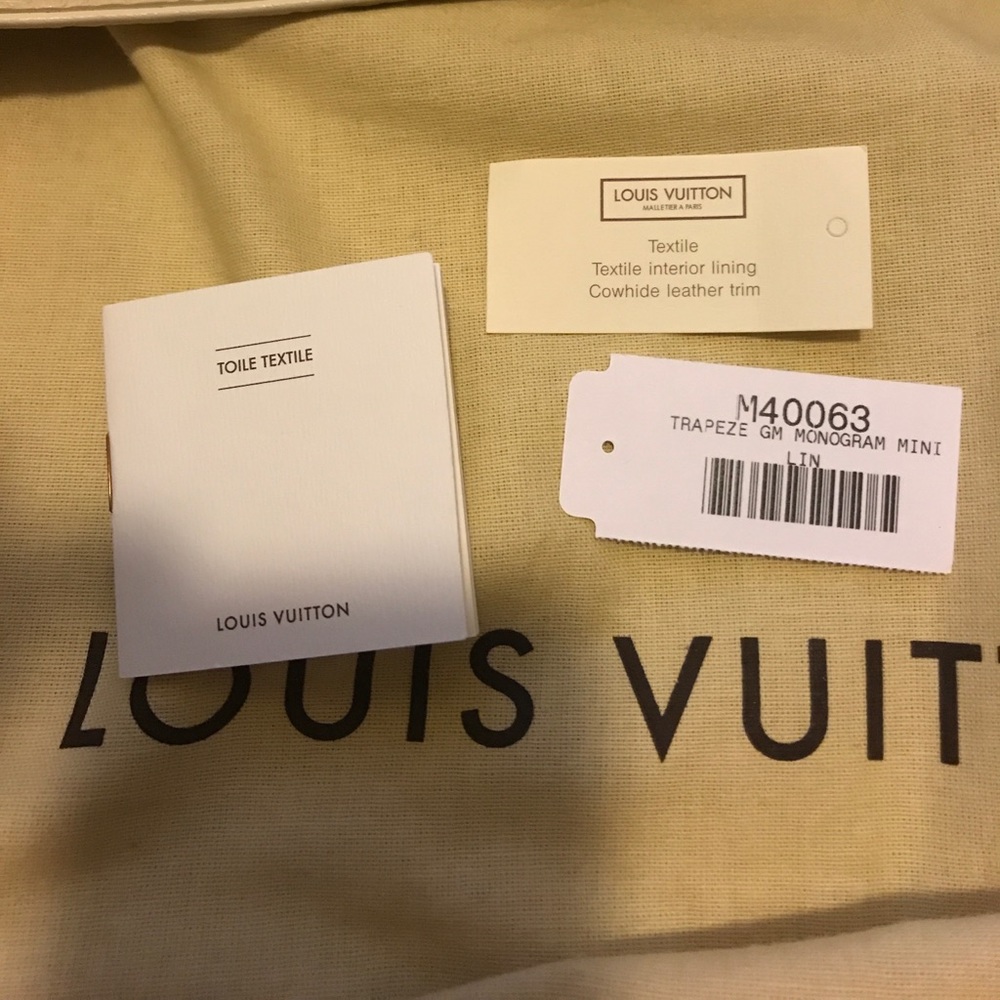 LOUIS VUITTON
MALLETIER A PARIS
Textile
Textile interior lining
Cowhide leather trim
TOILE TEXTILE
LOUIS VUITTON
M40063
TRAPEZE GM MONOGRAM MINI
LIN
LOUIS VUIT